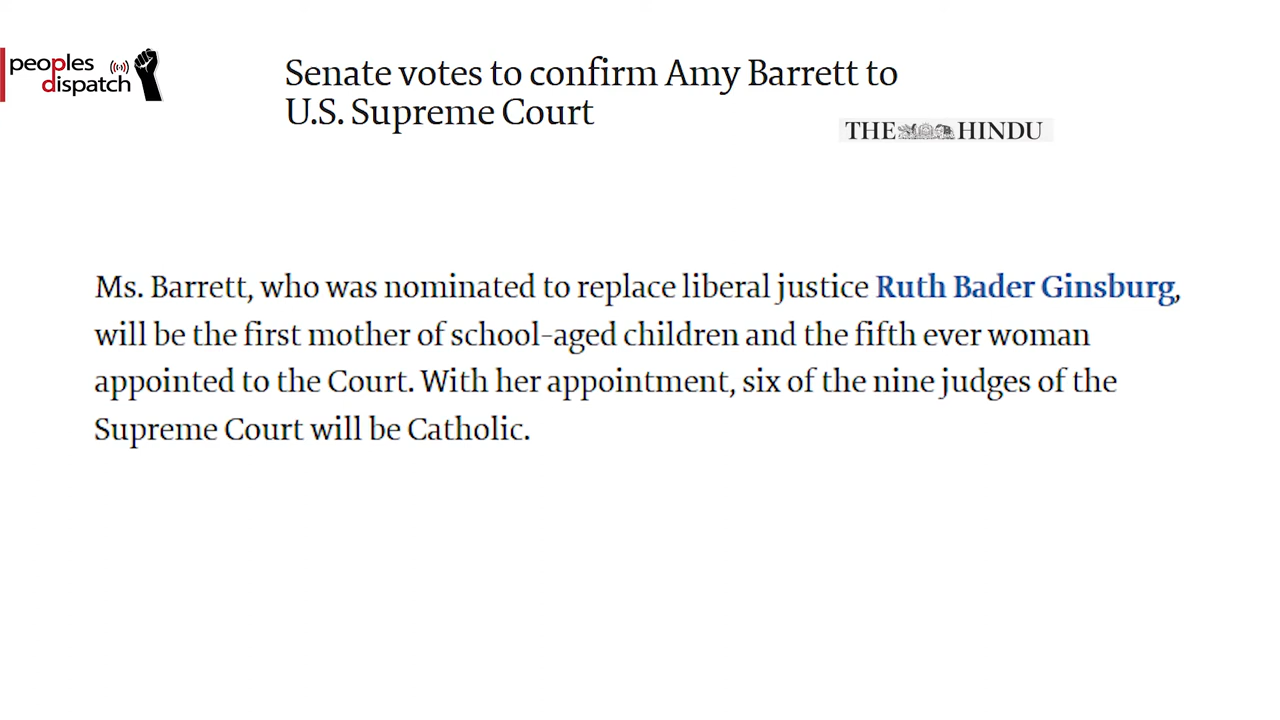 peoples
dispatch
Senate votes to confirm Amy Barrett to
U.S. Supreme Court
THE HINDU
Ms. Barrett, who was nominated to replace liberal justice Ruth Bader Ginsburg,
will be the first mother of school-aged children and the fifth ever woman
appointed to the Court. With her appointment, six of the nine judges of the
Supreme Court will be Catholic.